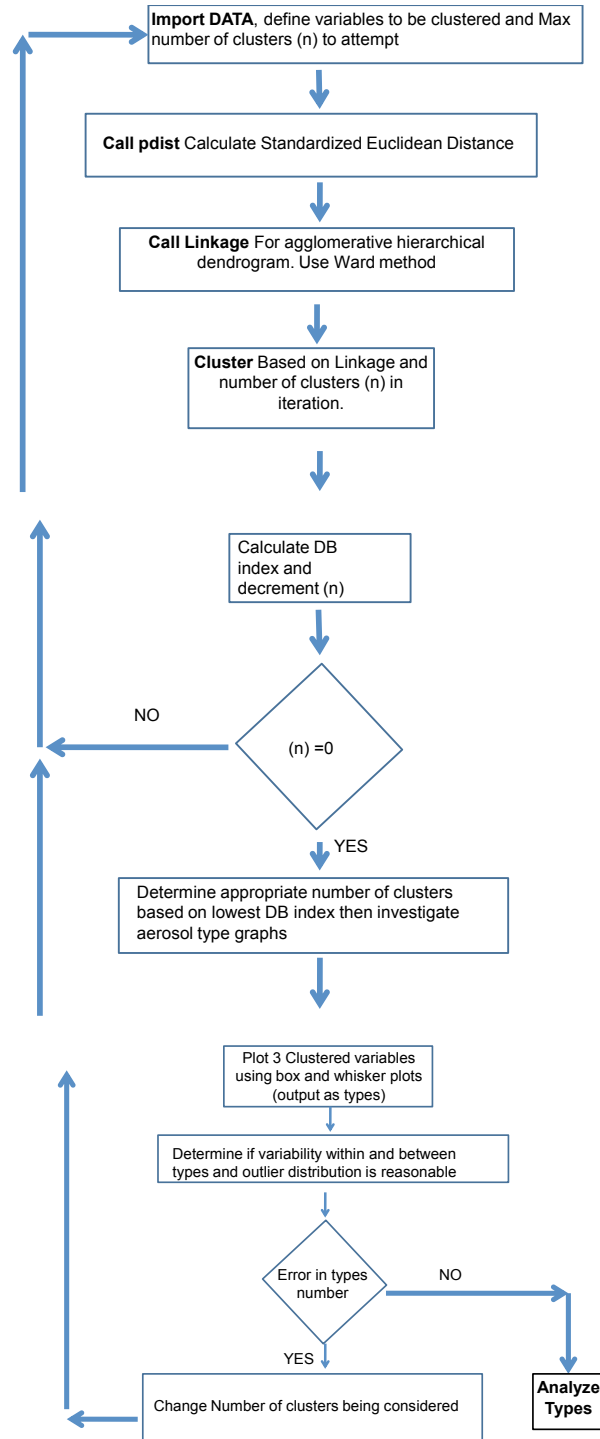 Import DATA, define variables to be clustered and Max
number of clusters (n) to attempt
Call pdist Calculate Standardized Euclidean Distance
Call Linkage For agglomerative hierarchical
dendrogram. Use Ward method
Cluster Based on Linkage and
number of clusters (n) in
iteration.
Calculate DB
index and
decrement (n)
NO
(n) =0
YES
Determine appropriate number of clusters
based on lowest DB index then investigate
aerosol type graphs
Plot 3 Clustered variables
using box and whisker plots
(output as types)
Determine if variability within and between
types and outlier distribution is reasonable
Error in types
number
NO
YES
Change Number of clusters being considered
Analyze
Types